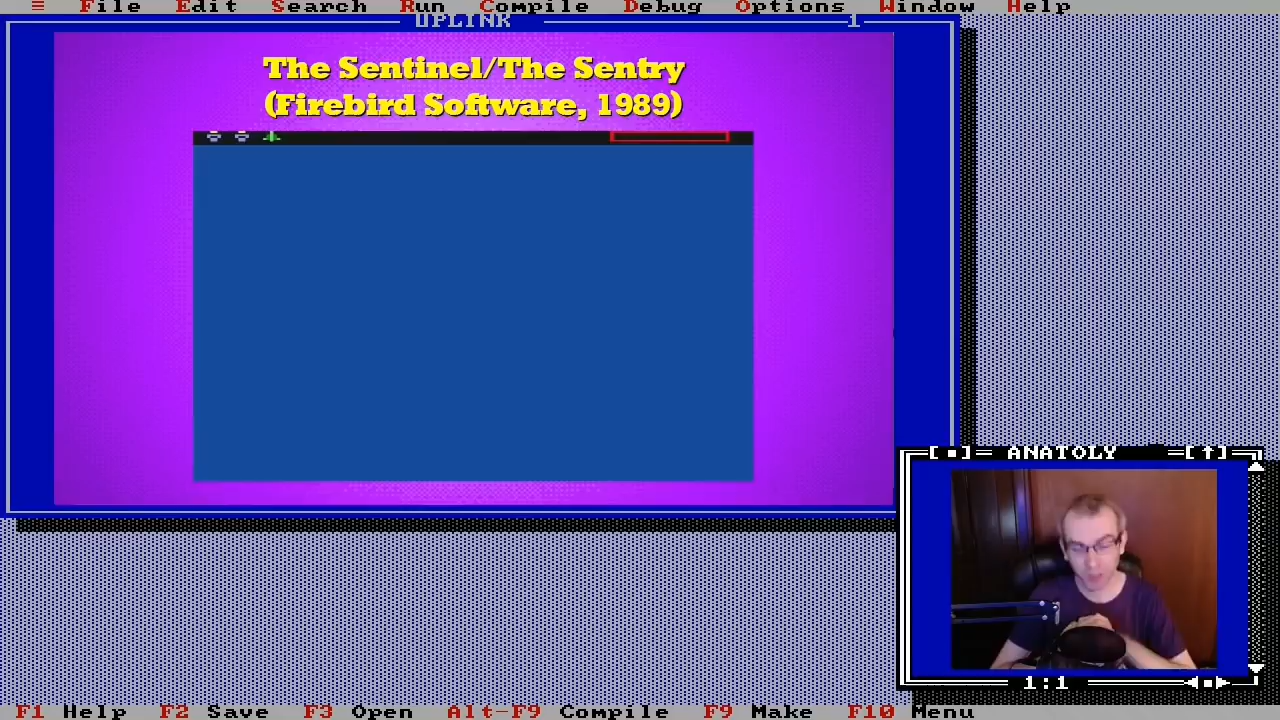 ≡ File Edit Search Run Compile Debug Options Window Help
UPLINK 1
The Sentinel/The Sentry
(Firebird Software, 1989)
[■] ANATOLY [↑]
1:1
F1 Help F2 Save F3 Open Alt-F9 Compile F9 Make F10 Menu